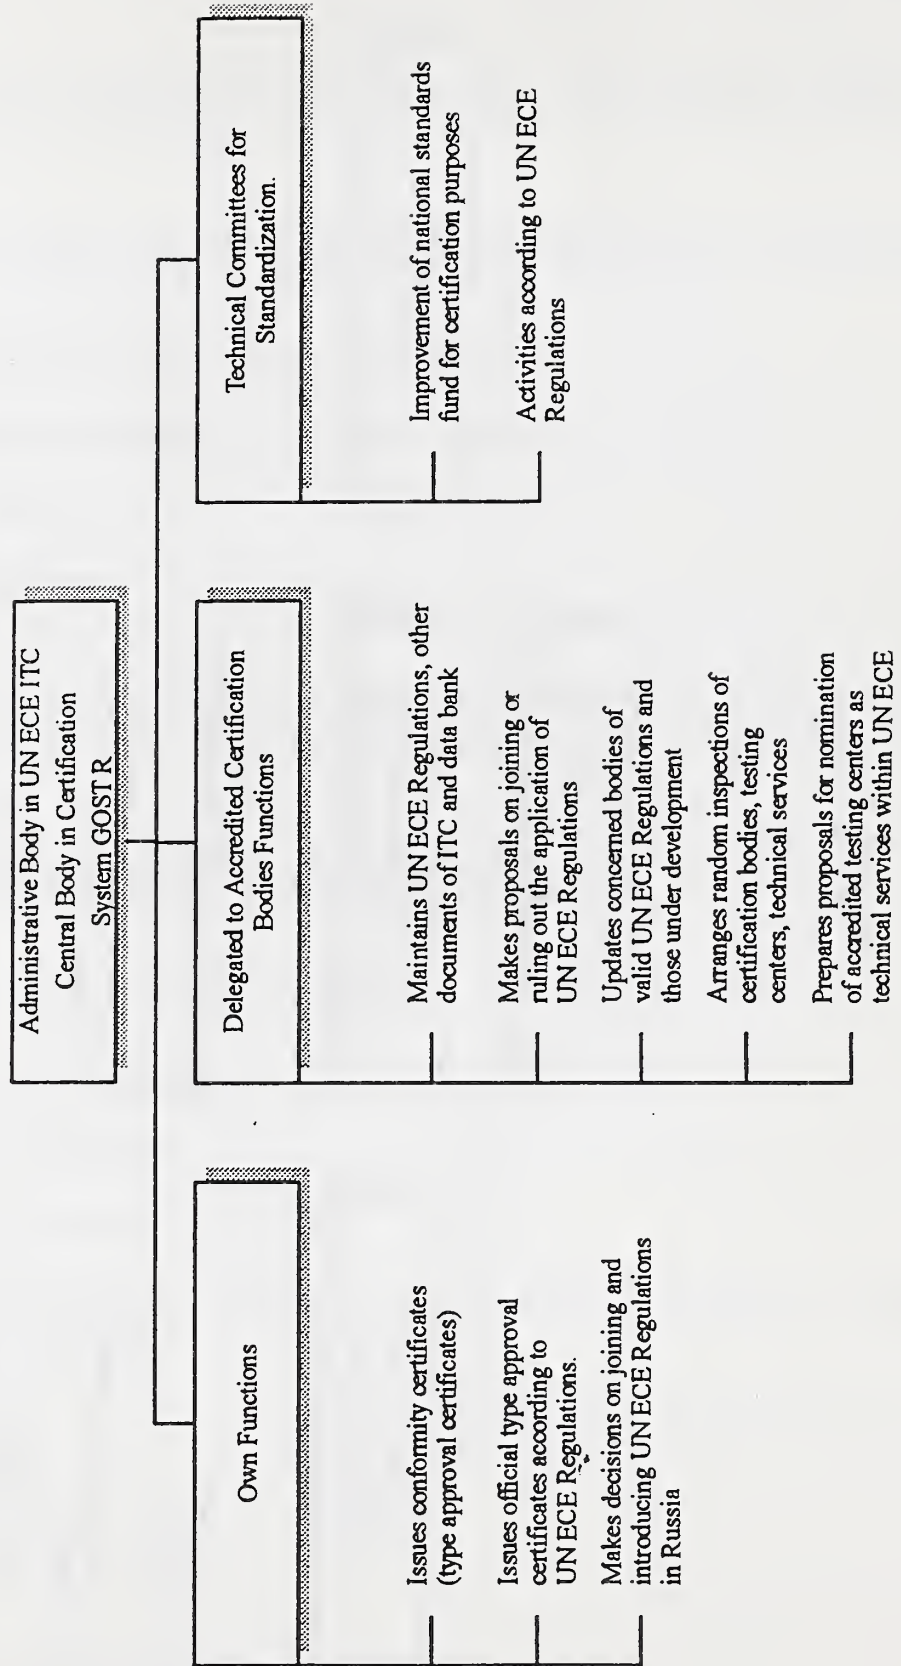 Administrative Body in UN ECE ITC
Central Body in Certification
System GOST R
Own Functions
Issues conformity certificates
(type approval certificates)
Issues official type approval
certificates according to
UN ECE Regulations.
Makes decisions on joining and
introducing UN ECE Regulations
in Russia
Delegated to Accredited Certification
Bodies Functions
Maintains UN ECE Regulations, other
documents of ITC and data bank
Makes proposals on joining or
ruling out the application of
UN ECE Regulations
Updates concerned bodies of
valid UN ECE Regulations and
those under development
Arranges random inspections of
certification bodies, testing
centers, technical services
Prepares proposals for nomination
of accredited testing centers as
technical services within UN ECE
Technical Committees for
Standardization.
Improvement of national standards
fund for certification purposes
Activities according to UN ECE
Regulations